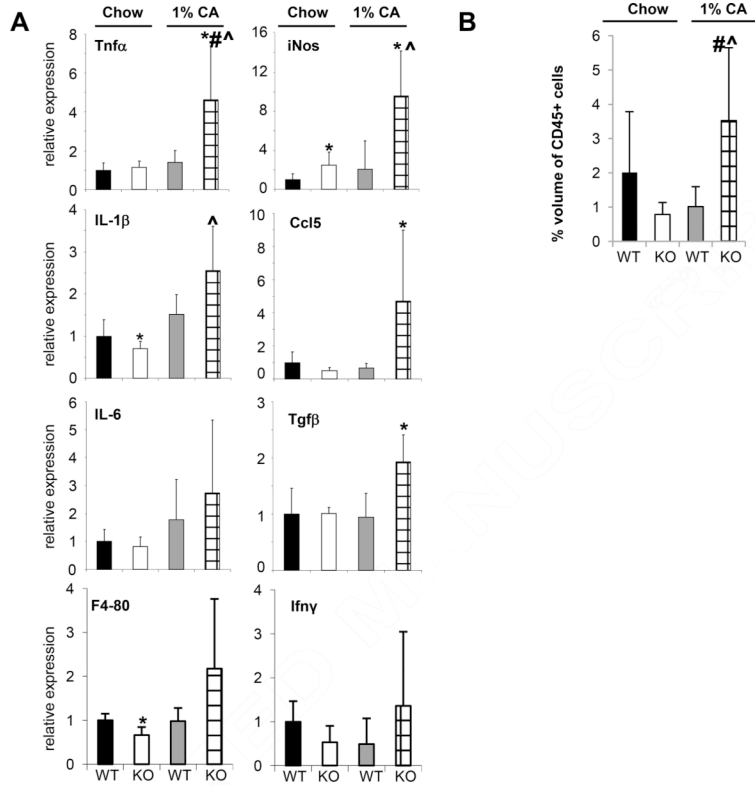 Chow 1% CA
A
Tnfα
*#^
8
6
4
2
0
relative expression
iNos
* ^
*
16
12
8
4
0
IL-1β
^
*
4
3
2
1
0
relative expression
Ccl5
*
10
8
6
4
2
0
IL-6
6
5
4
3
2
1
0
relative expression
Tgfβ
*
3
2
1
0
F4-80
*
4
3
2
1
0
relative expression
WT KO WT KO
Ifnγ
4
3
2
1
0
WT KO WT KO
B
Chow 1% CA
#^
6
5
4
3
2
1
0
% volume of CD45+ cells
WT KO WT KO
ED MANUSCRI